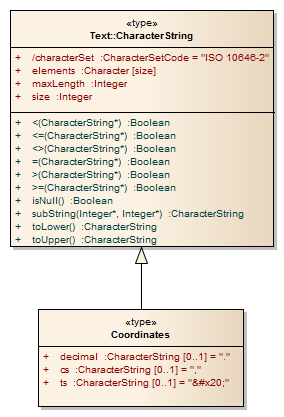 «type»
Text::CharacterString
+ /characterSet :CharacterSetCode = "ISO 10646-2"
+ elements :Character [size]
+ maxLength :Integer
+ size :Integer
+ <(CharacterString*) :Boolean
+ <=(CharacterString*) :Boolean
+ <>(CharacterString*) :Boolean
+ =(CharacterString*) :Boolean
+ >(CharacterString*) :Boolean
+ >=(CharacterString*) :Boolean
+ isNull() :Boolean
+ subString(Integer*, Integer*) :CharacterString
+ toLower() :CharacterString
+ toUpper() :CharacterString
«type»
Coordinates
+ decimal :CharacterString [0..1] = "."
+ cs :CharacterString [0..1] = ","
+ ts :CharacterString [0..1] = "&#x20;"